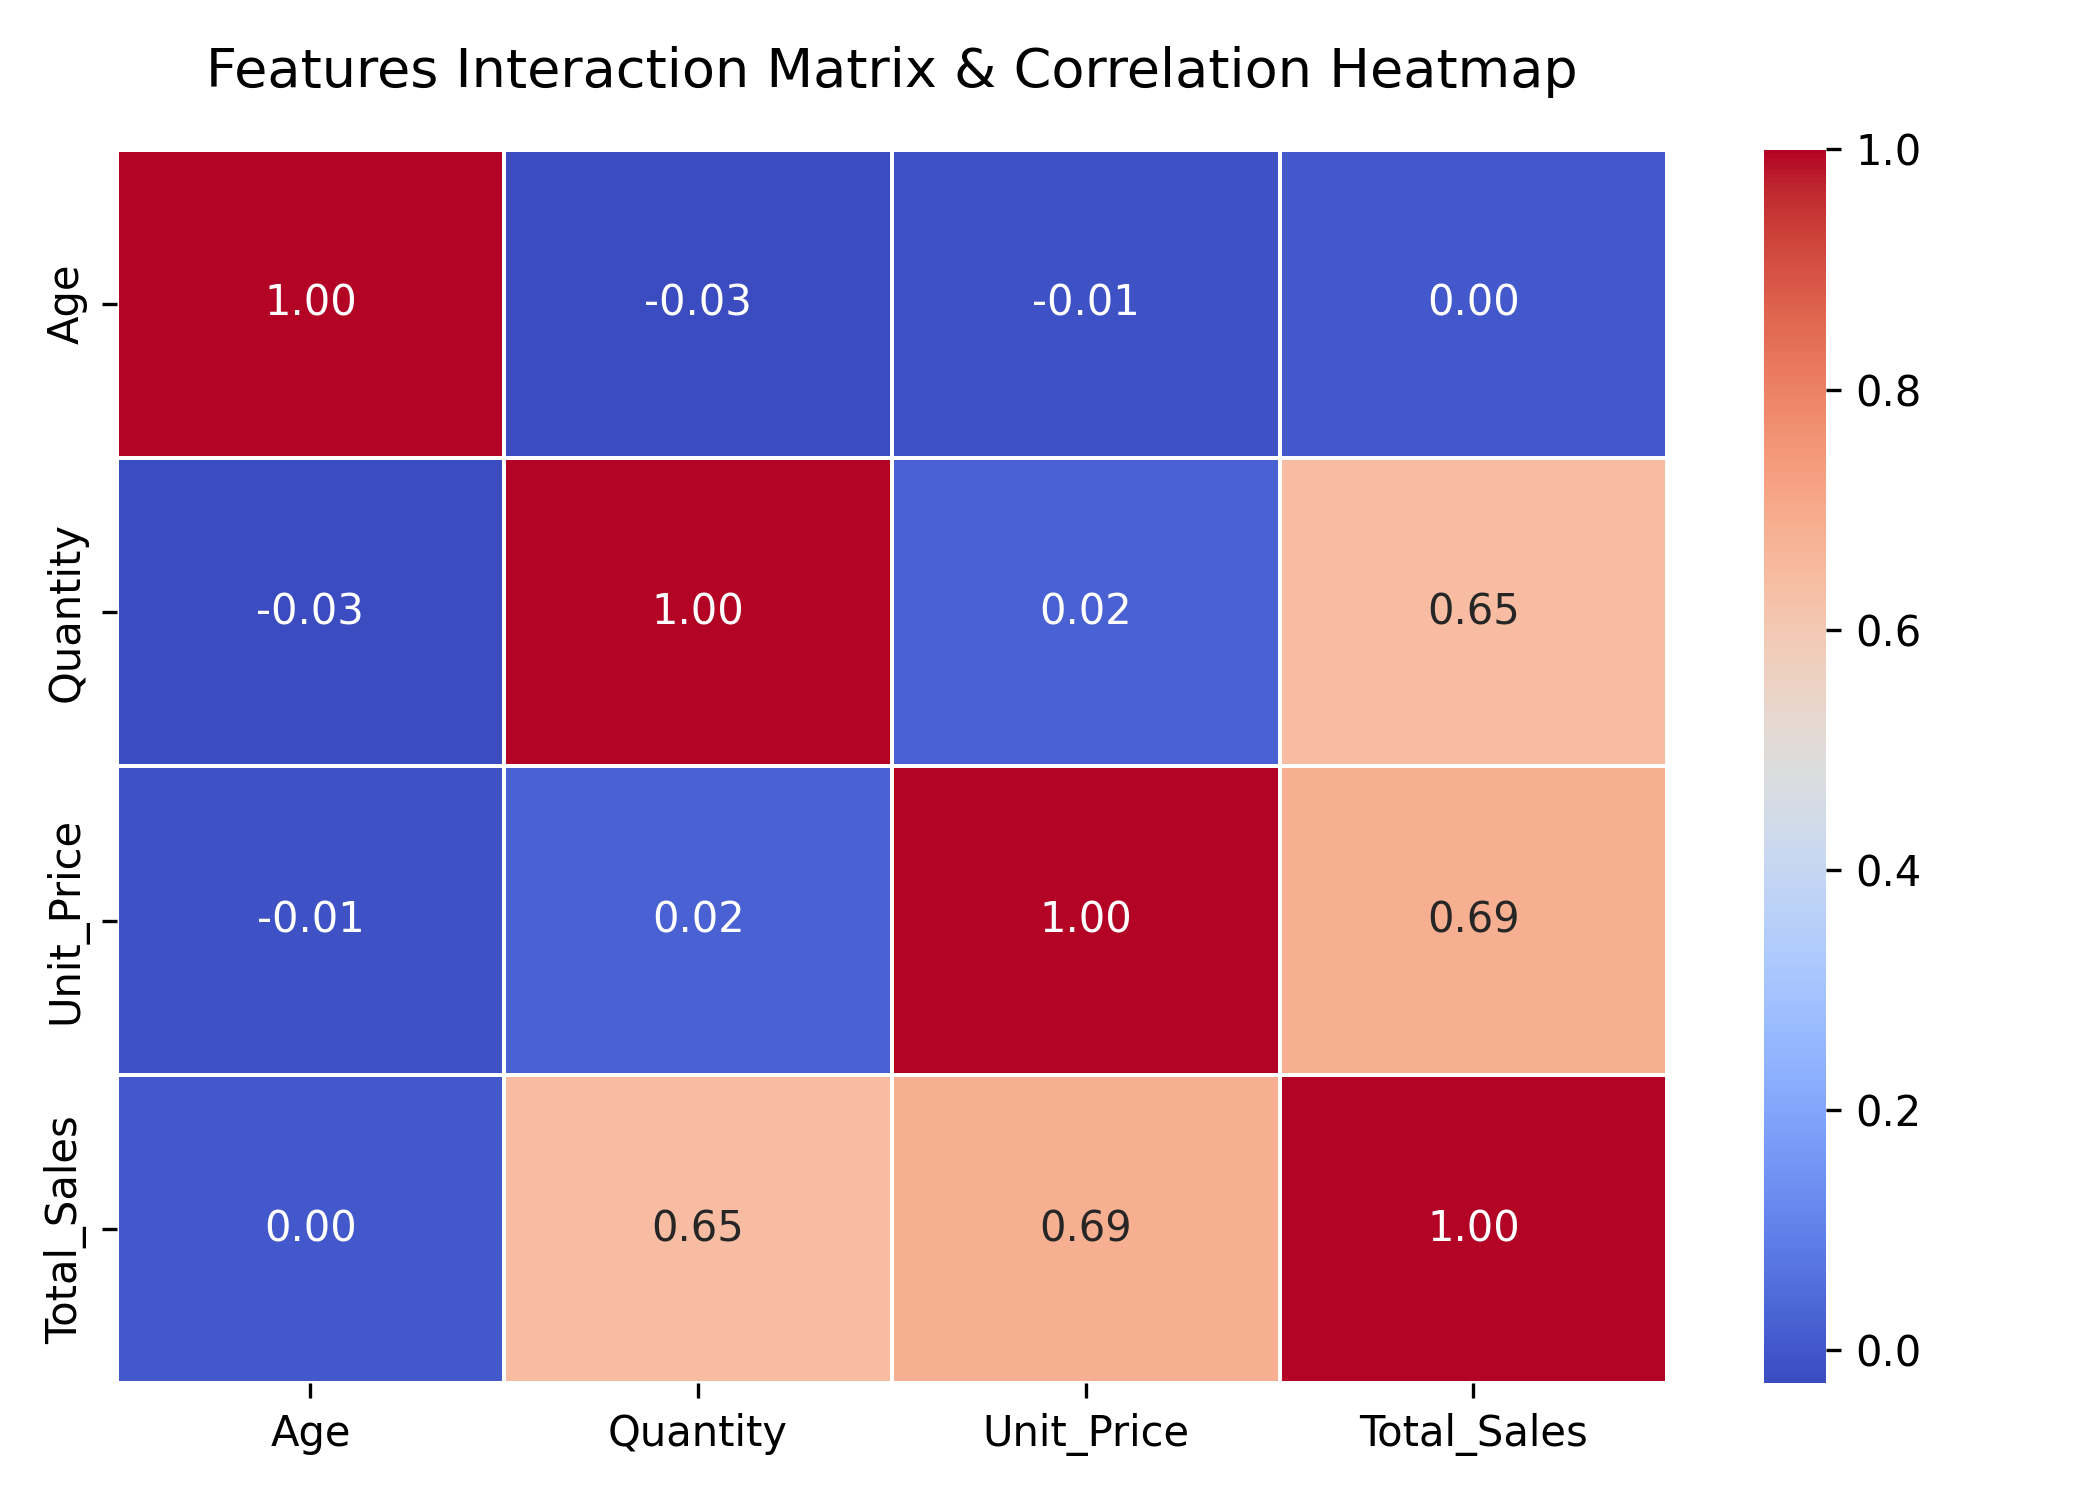 Features Interaction Matrix & Correlation Heatmap
Age
1.00 -0.03 -0.01 0.00
Quantity
-0.03 1.00 0.02 0.65
Unit_Price
-0.01 0.02 1.00 0.69
Total_Sales
0.00 0.65 0.69 1.00
Age Quantity Unit_Price Total_Sales
1.0
0.8
0.6
0.4
0.2
0.0